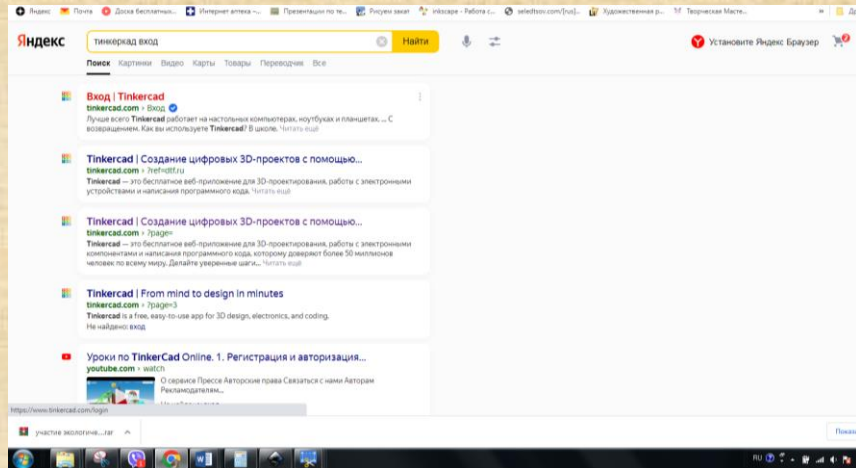 Яндекс Почта Доска бесплатных... Интернет аптека -... Презентации по те... Рисуем закат inkscape - Работа с... seledtsov.com/[rus]... Художественная р... Творческая Масте... »
Яндекс тинкеркад вход Найти Установите Яндекс Браузер 2
Поиск Картинки Видео Карты Товары Переводчик Все
Вход | Tinkercad
tinkercad.com › Вход
Лучше всего Tinkercad работает на настольных компьютерах, ноутбуках и планшетах, ... С
возвращением. Как вы используете Tinkercad? В школе. Читать ещё
Tinkercad | Создание цифровых 3D-проектов с помощью...
tinkercad.com › ?ref=dtf.ru
Tinkercad — это бесплатное веб-приложение для 3D-проектирования, работы с электронными
устройствами и написания программного кода. Читать ещё
Tinkercad | Создание цифровых 3D-проектов с помощью...
tinkercad.com › ?page=
Tinkercad — это бесплатное веб-приложение для 3D-проектирования, работы с электронными
компонентами и написания программного кода, которому доверяют более 50 миллионов
человек по всему миру. Делайте уверенные шаги... Читать ещё
Tinkercad | From mind to design in minutes
tinkercad.com › ?page=3
Tinkercad is a free, easy-to-use app for 3D design, electronics, and coding.
Не найдено: вход
Уроки по TinkerCad Online. 1. Регистрация и авторизация...
youtube.com › watch
О сервисе Прессе Авторские права Связаться с нами Авторам
Рекламодателям...
https://www.tinkercad.com/login
участие экологиче....rar
RU